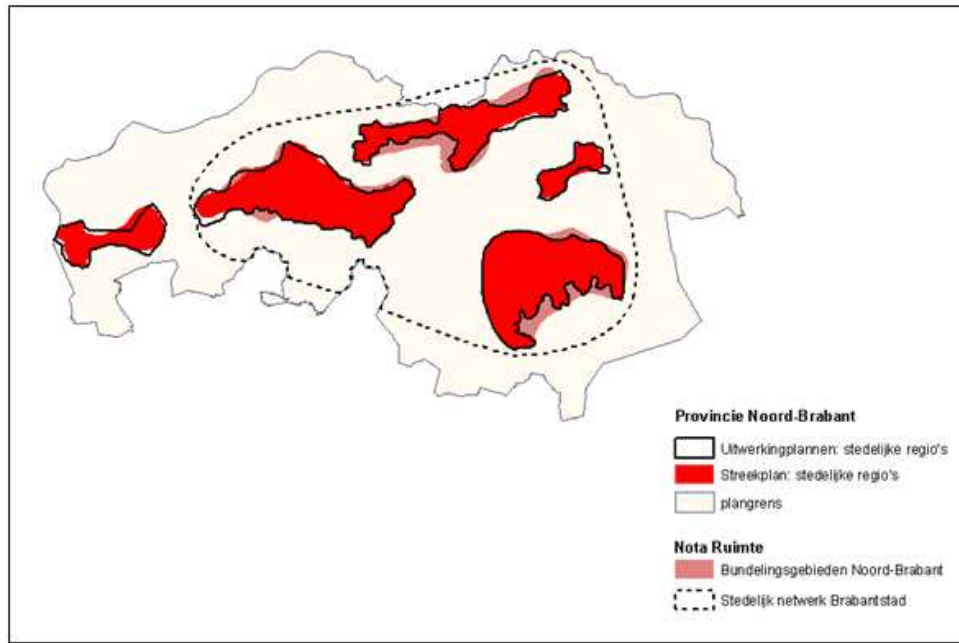 Provincie Noord-Brabant
Uitwerkingplannen: stedelijke regio's
Streekplan: stedelijke regio's
plangrens
Nota Ruimte
Bundelingsgebieden Noord-Brabant
Stedelijk netwerk Brabantstad